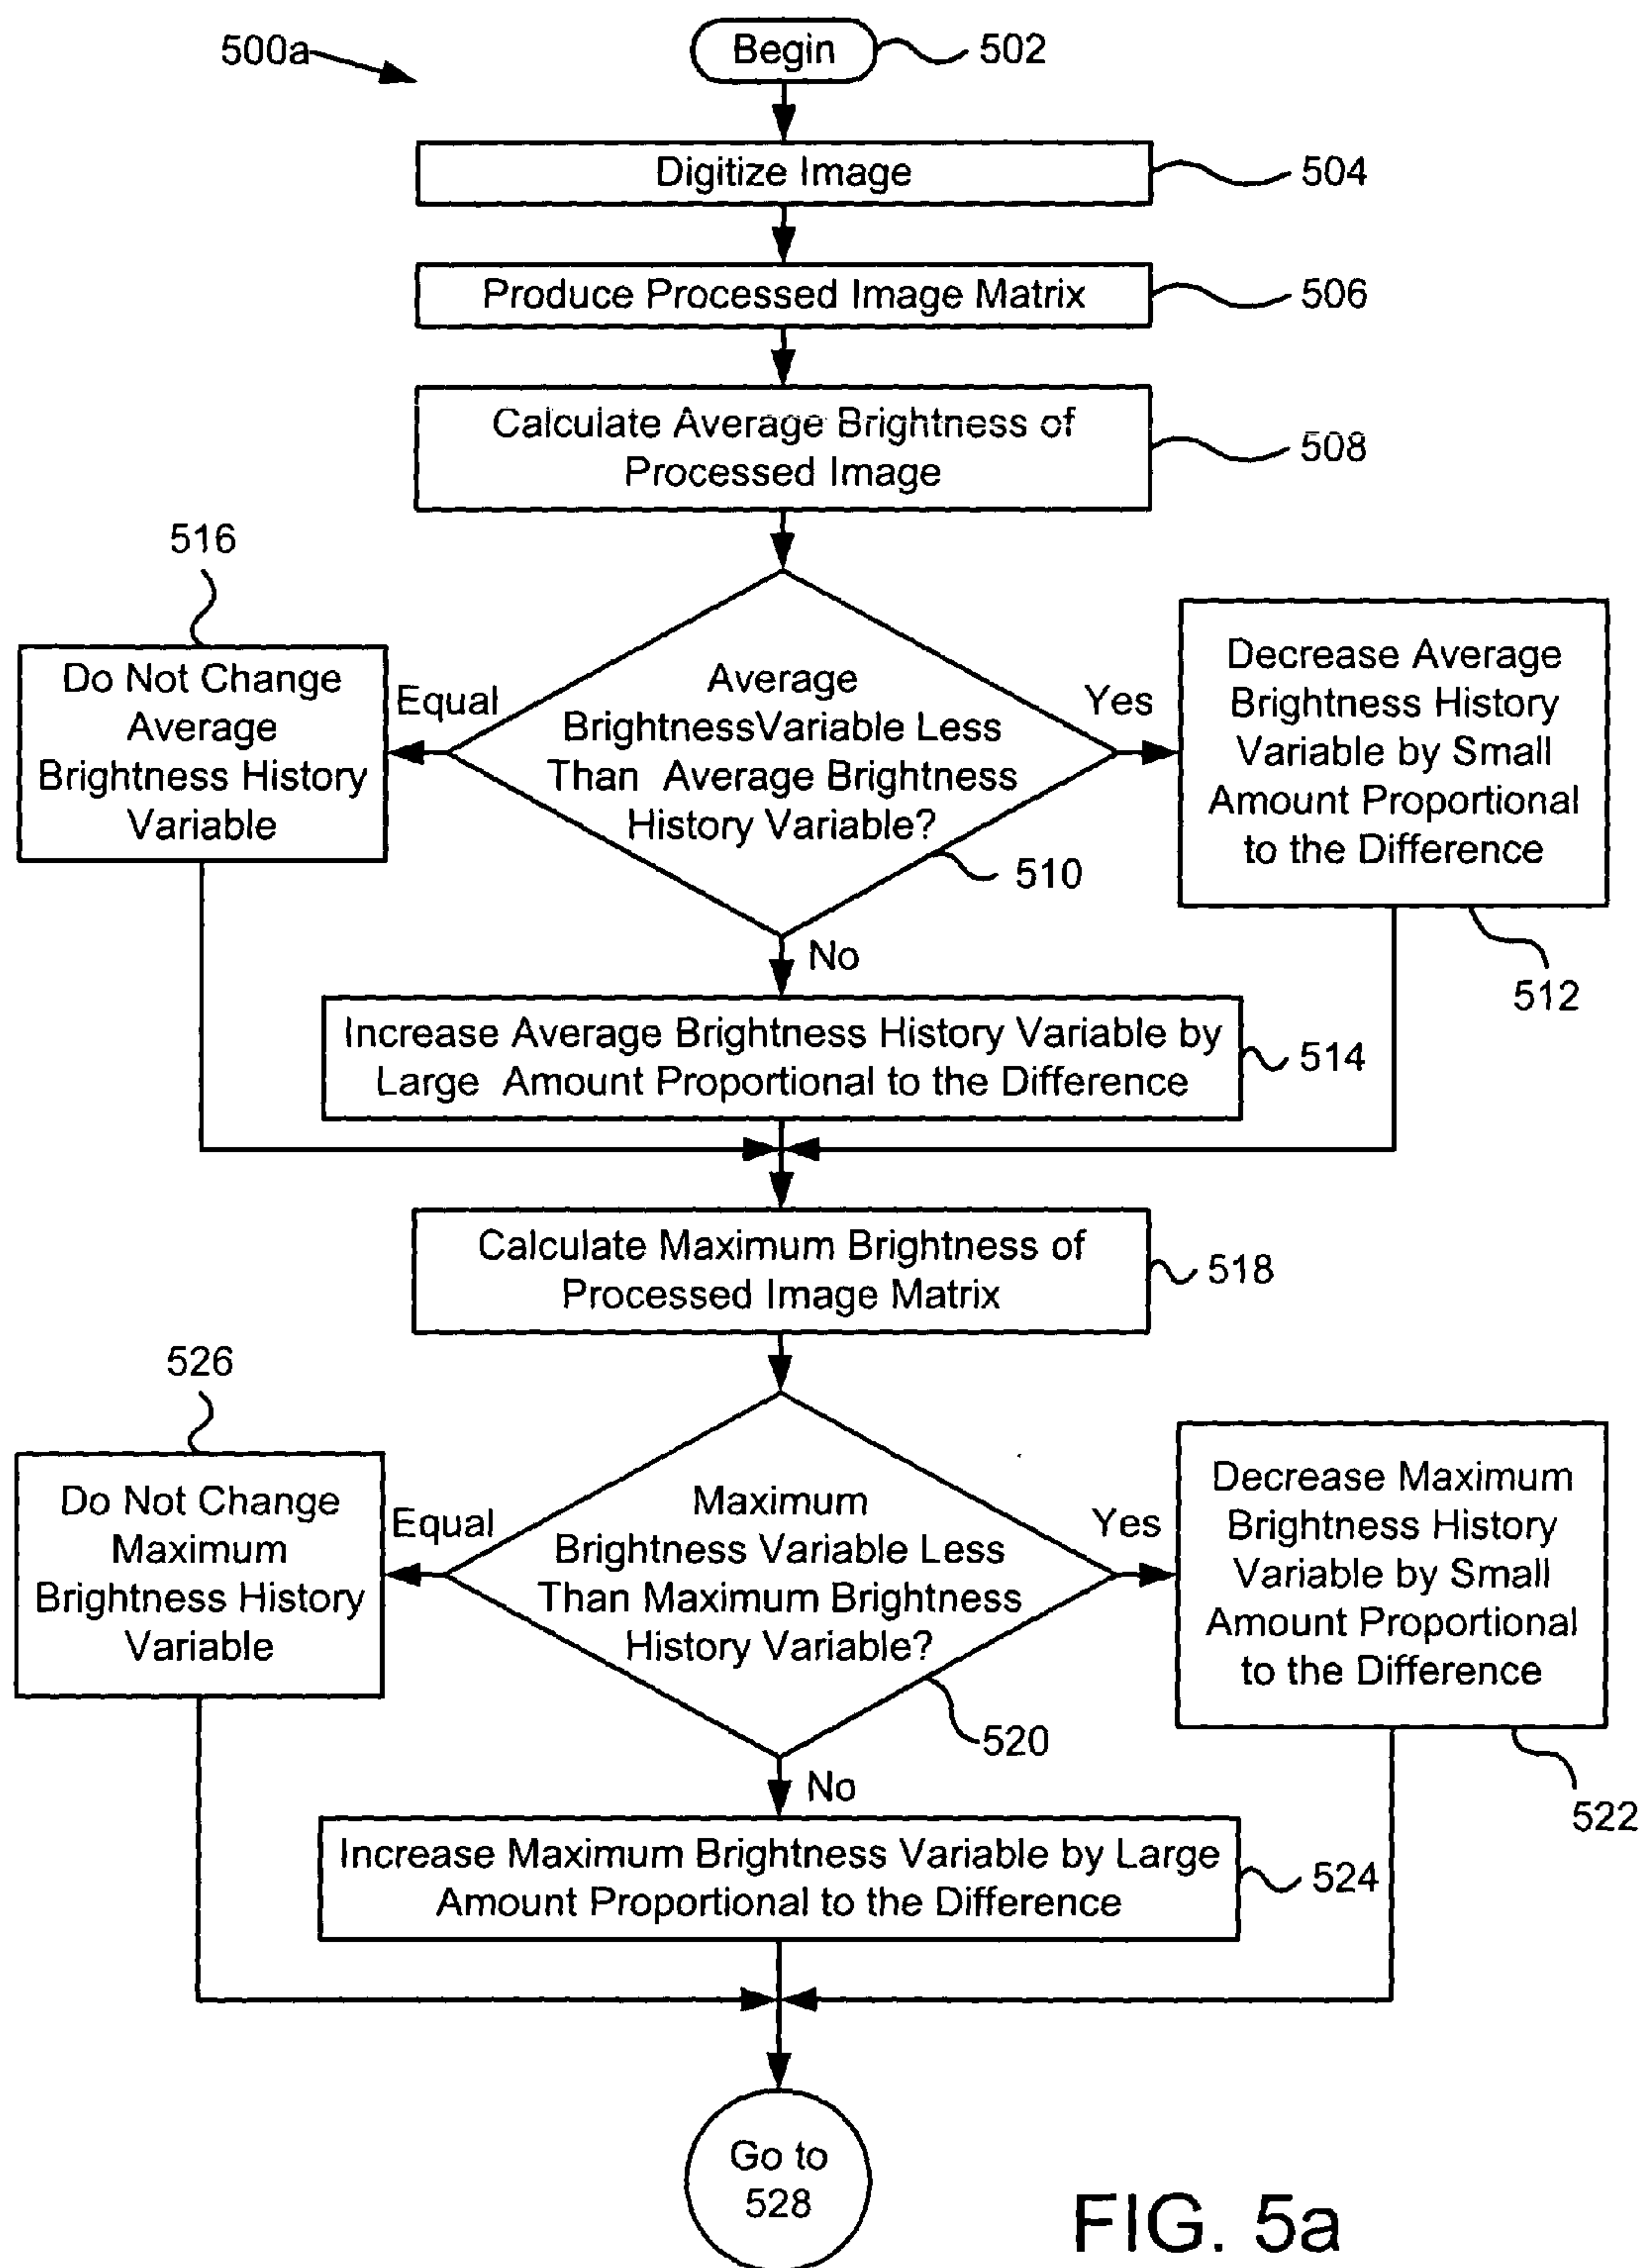 500a
Begin
502
Digitize Image
504
Produce Processed Image Matrix
506
Calculate Average Brightness of
Processed Image
508
516
Do Not Change
Average
Brightness History
Variable
Equal
Average
BrightnessVariable Less
Than Average Brightness
History Variable?
510
Yes
Decrease Average
Brightness History
Variable by Small
Amount Proportional
to the Difference
512
No
Increase Average Brightness History Variable by
Large Amount Proportional to the Difference
514
Calculate Maximum Brightness of
Processed Image Matrix
518
526
Do Not Change
Maximum
Brightness History
Variable
Equal
Maximum
Brightness Variable Less
Than Maximum Brightness
History Variable?
520
Yes
Decrease Maximum
Brightness History
Variable by Small
Amount Proportional
to the Difference
522
No
Increase Maximum Brightness Variable by Large
Amount Proportional to the Difference
524
Go to
528
FIG. 5a